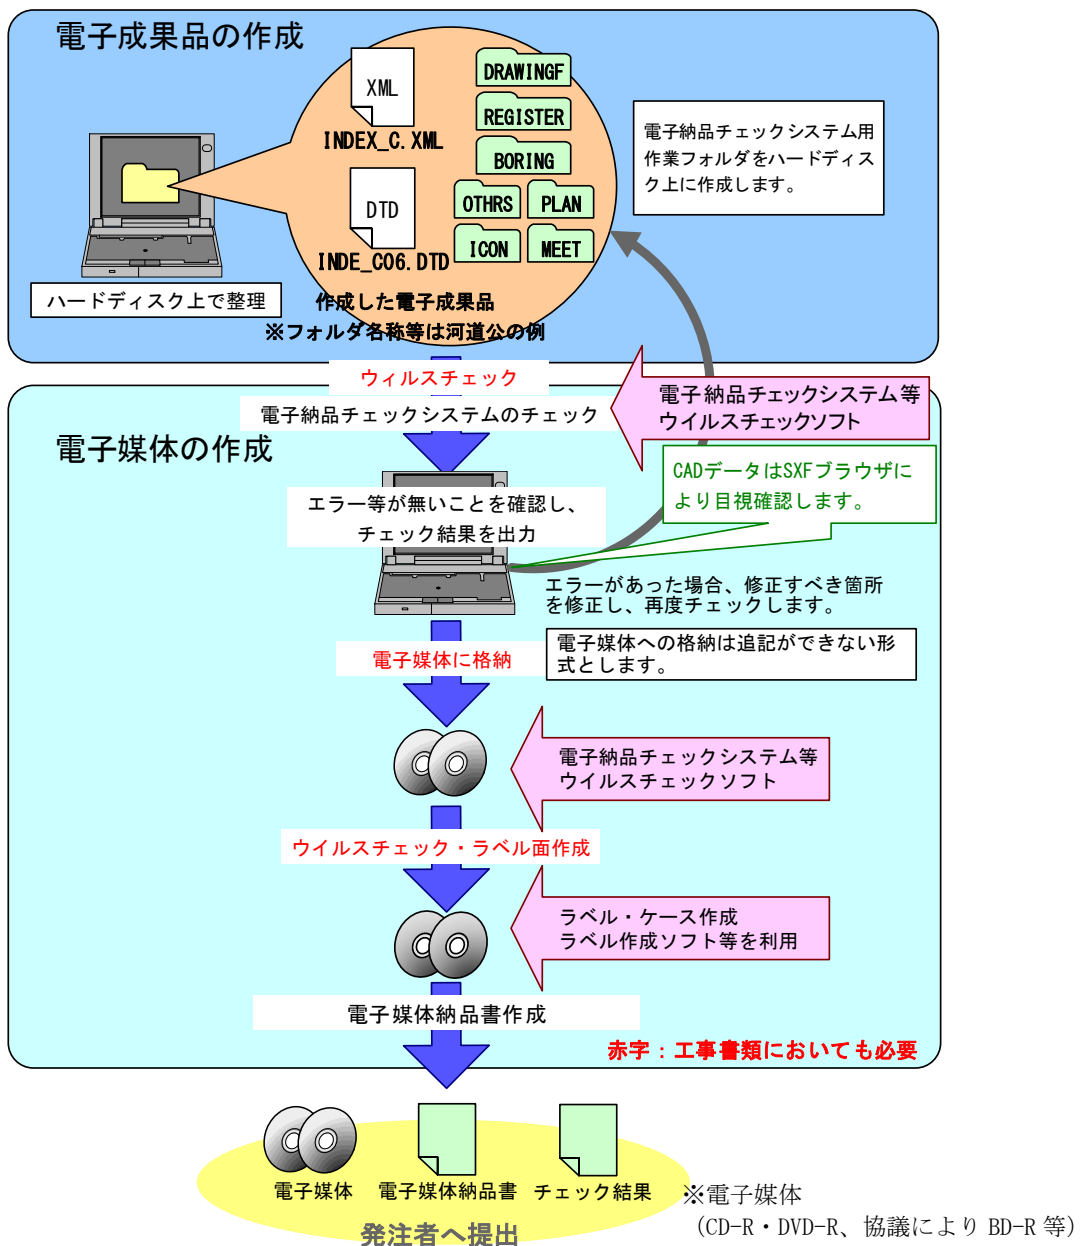 電子成果品の作成
XML
INDEX_C.XML
DTD
INDE_C06.DTD
DRAWINGF
REGISTER
BORING
OTHRS
PLAN
ICON
MEET
作成した電子成果品
※フォルダ名称等は河道公の例
ハードディスク上で整理
電子納品チェックシステム用
作業フォルダをハードディス
ク上に作成します。
ウィルスチェック
電子納品チェックシステムのチェック
電子納品チェックシステム等
ウイルスチェックソフト
電子媒体の作成
CADデータはSXFブラウザに
より目視確認します。
エラー等が無いことを確認し、
チェック結果を出力
エラーがあった場合、修正すべき箇所
を修正し、再度チェックします。
電子媒体に格納
電子媒体への格納は追記ができない形
式とします。
電子納品チェックシステム等
ウイルスチェックソフト
ウイルスチェック・ラベル面作成
ラベル・ケース作成
ラベル作成ソフト等を利用
電子媒体納品書作成
赤字：工事書類においても必要
電子媒体
電子媒体納品書
チェック結果
発注者へ提出
※電子媒体
（CD-R・DVD-R、協議により BD-R 等）